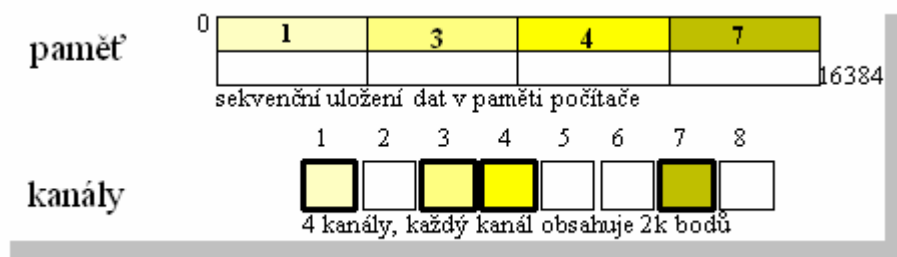 paměť
0 1 3 4 7
16384
sekvenční uložení dat v paměti počítače
1 2 3 4 5 6 7 8
kanály
4 kanály, každý kanál obsahuje 2k bodů